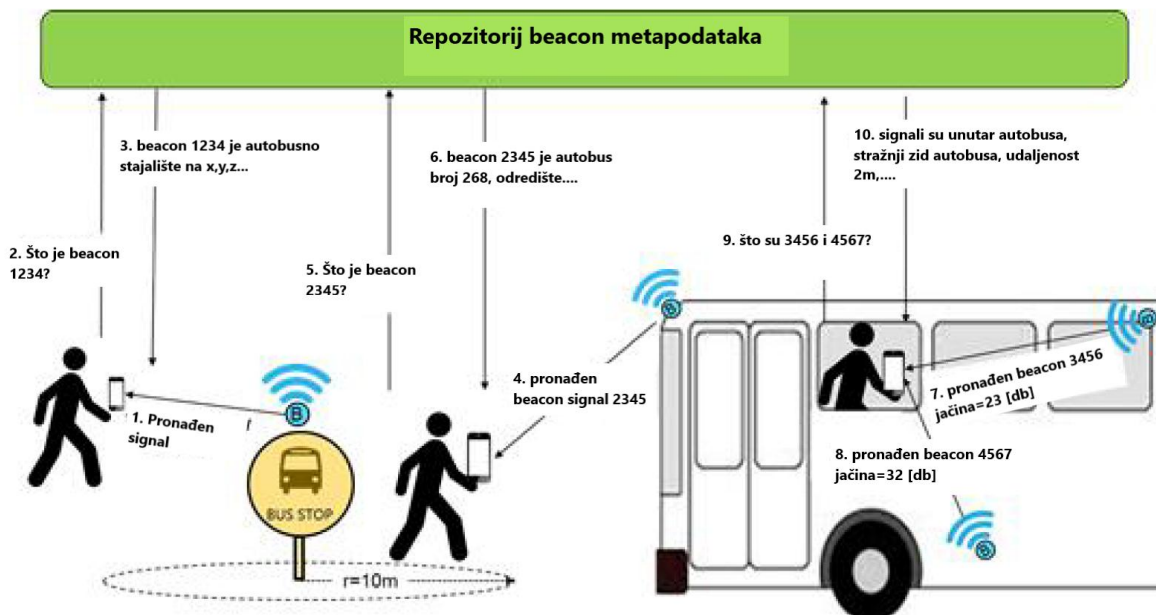 Repozitorij beacon metapodataka
3. beacon 1234 je autobusno
stajalište na x,y,z...
6. beacon 2345 je autobus
broj 268, odredište....
10. signali su unutar autobusa,
stražnji zid autobusa, udaljenost
2m,....
2. Što je beacon
1234?
5. Što je beacon
2345?
9. što su 3456 i 4567?
1. Pronađen
signal
B
BUS STOP
r=10m
4. pronađen
beacon signal 2345
7. pronađen beacon 3456
jačina=23 [db]
8. pronađen beacon 4567
jačina=32 [db]